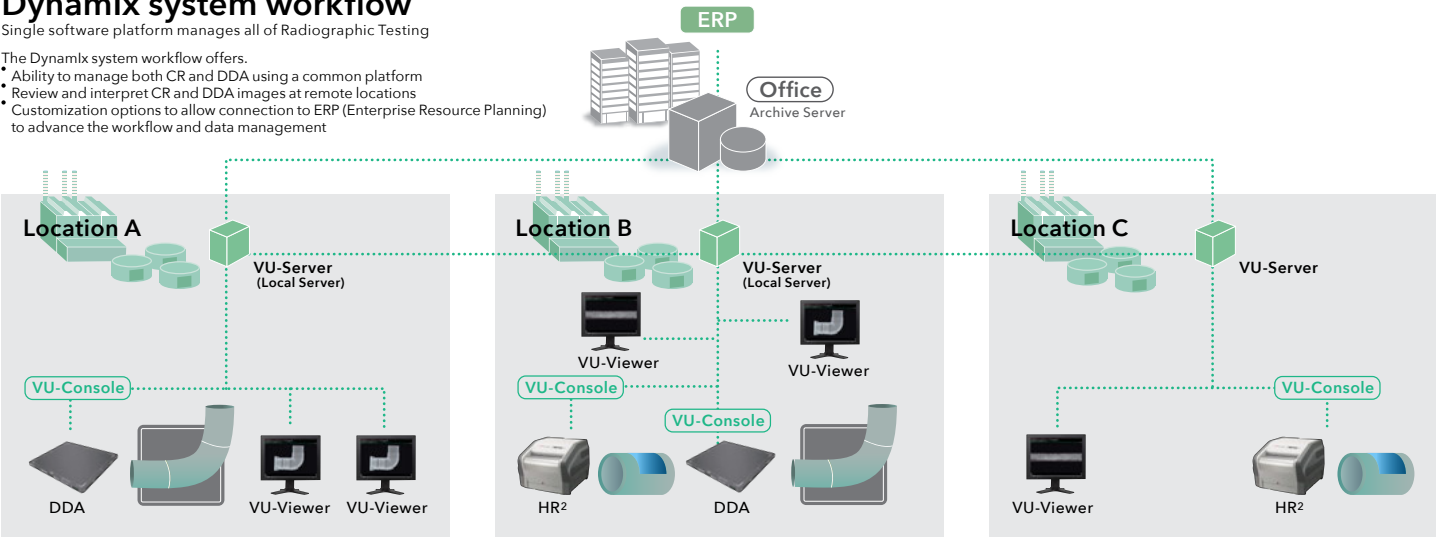 DynamIx system workflow
Single software platform manages all of Radiographic Testing
The DynamIx system workflow offers.
• Ability to manage both CR and DDA using a common platform
• Review and interpret CR and DDA images at remote locations
• Customization options to allow connection to ERP (Enterprise Resource Planning)
to advance the workflow and data management
ERP
Office
Archive Server
Location A
VU-Server
(Local Server)
VU-Console
DDA
VU-Viewer
VU-Viewer
Location B
VU-Server
(Local Server)
VU-Viewer
VU-Viewer
VU-Console
VU-Console
HR²
DDA
Location C
VU-Server
VU-Console
VU-Viewer
HR²